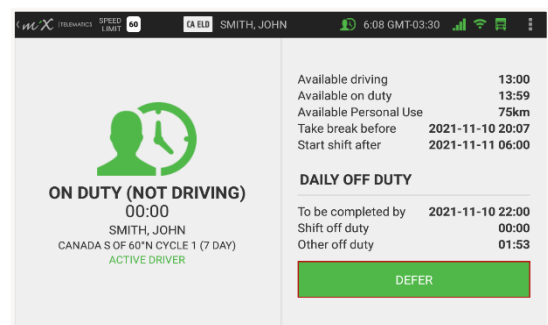 miX TELEMATICS SPEED LIMIT 60 CA ELD SMITH, JOHN 6:08 GMT-03:30
ON DUTY (NOT DRIVING)
00:00
SMITH, JOHN
CANADA S OF 60°N CYCLE 1 (7 DAY)
ACTIVE DRIVER
Available driving 13:00
Available on duty 13:59
Available Personal Use 75km
Take break before 2021-11-10 20:07
Start shift after 2021-11-11 06:00
DAILY OFF DUTY
To be completed by 2021-11-10 22:00
Shift off duty 00:00
Other off duty 01:53
DEFER